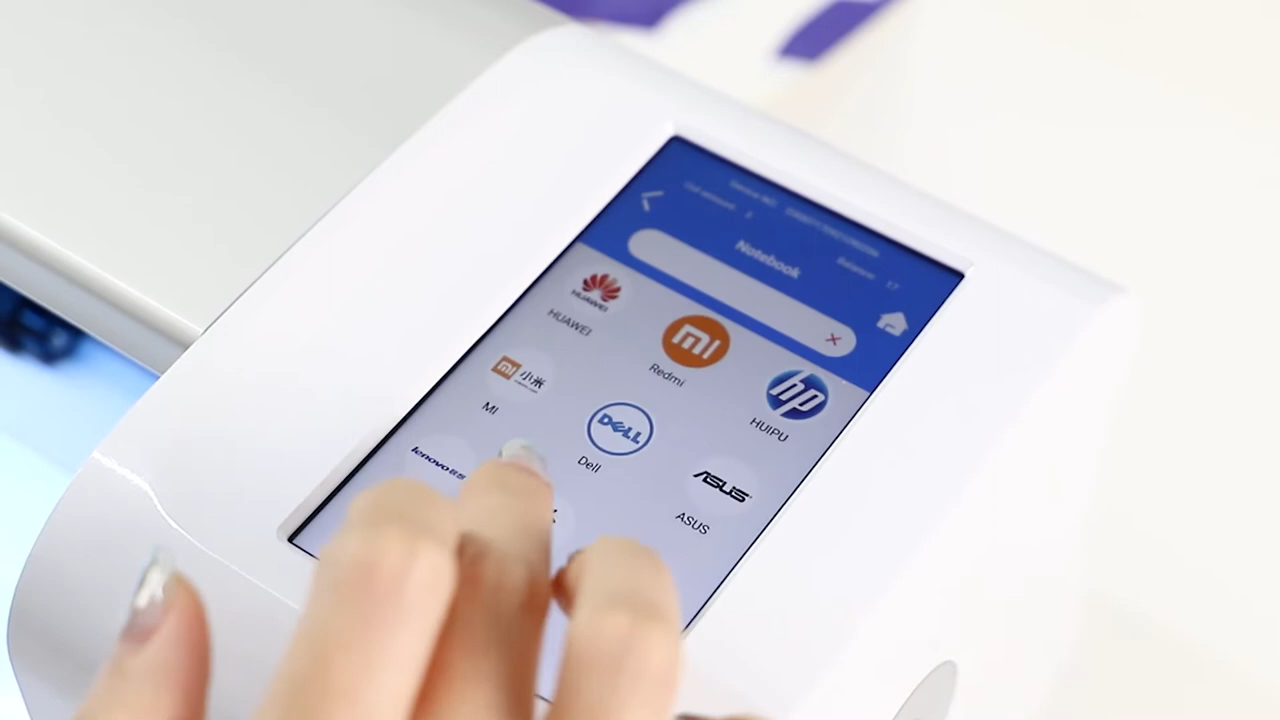 Notebook
HUAWEI
HUAWEI
mi
Redmi
hp
HUIPU
mi 小米
MI
DELL
Dell
ASUS
ASUS
lenovo